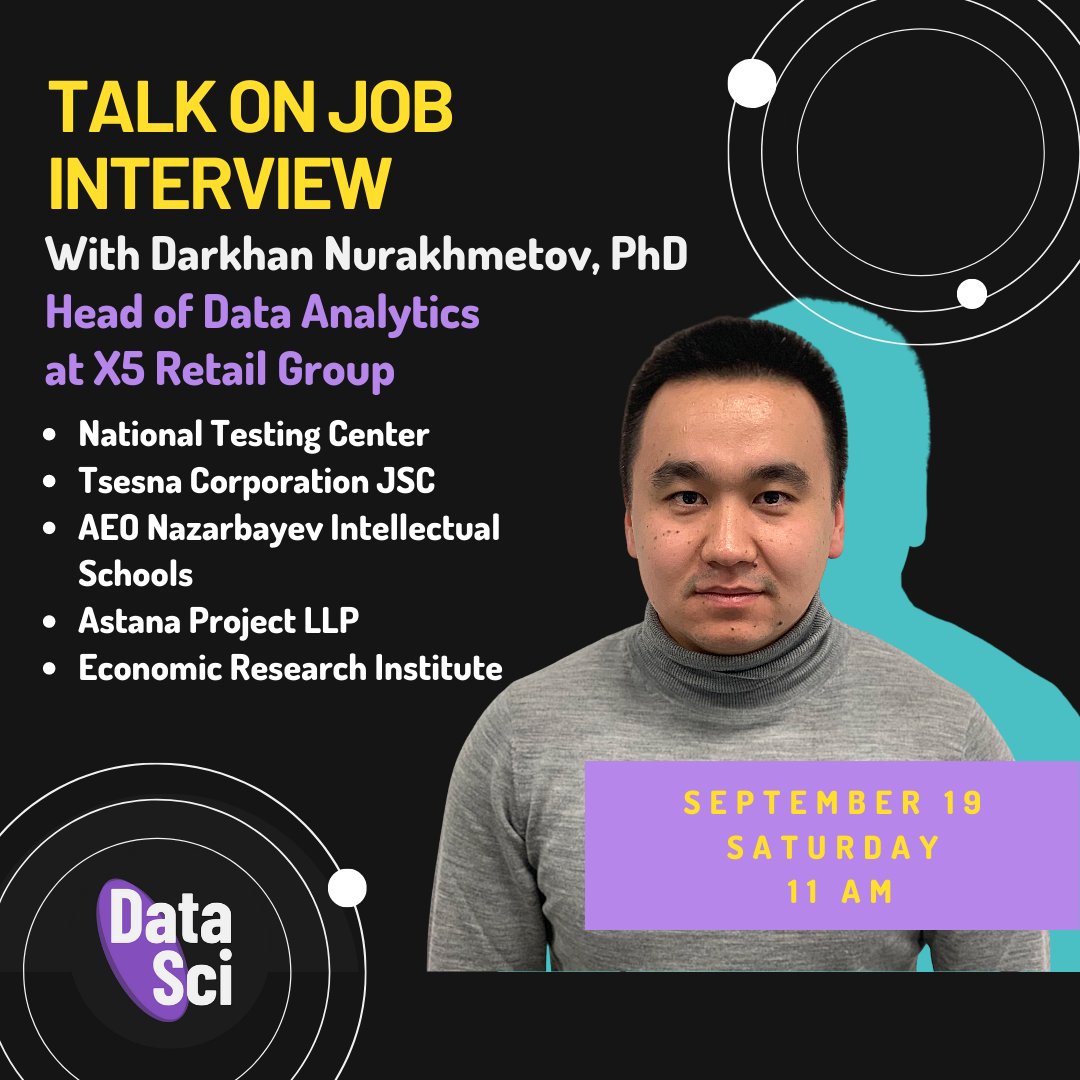 TALK ON JOB
INTERVIEW
With Darkhan Nurakhmetov, PhD
Head of Data Analytics
at X5 Retail Group
• National Testing Center
• Tsesna Corporation JSC
• AEO Nazarbayev Intellectual
Schools
• Astana Project LLP
• Economic Research Institute
SEPTEMBER 19
SATURDAY
11 AM
Data
Sci